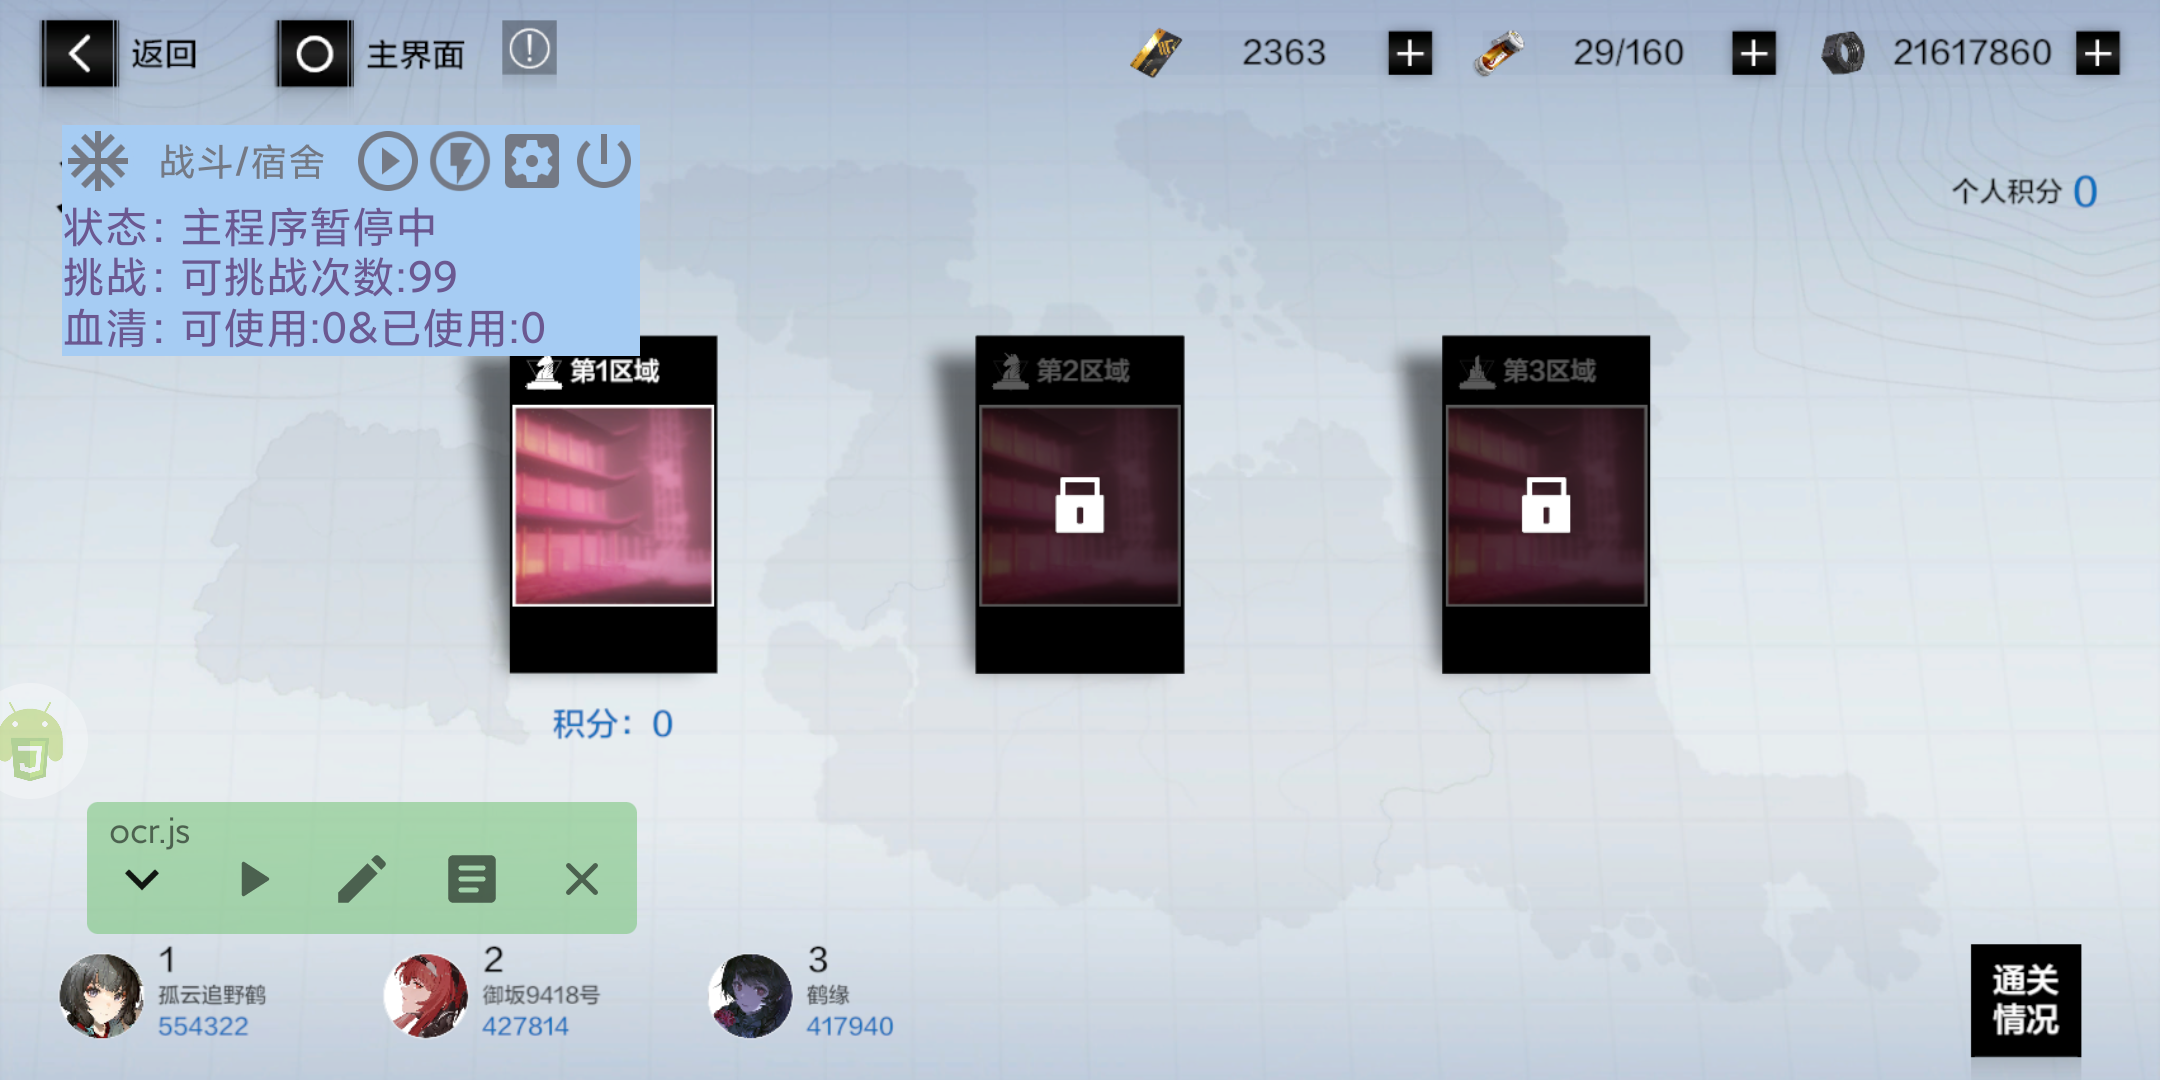 返回
主界面
2363
29/160
21617860
战斗/宿舍
个人积分 0
状态: 主程序暂停中
挑战: 可挑战次数:99
血清: 可使用:0&已使用:0
第1区域
第2区域
第3区域
积分: 0
ocr.js
1
孤云追野鹤
554322
2
御坂9418号
427814
3
鹤缘
417940
通关
情况